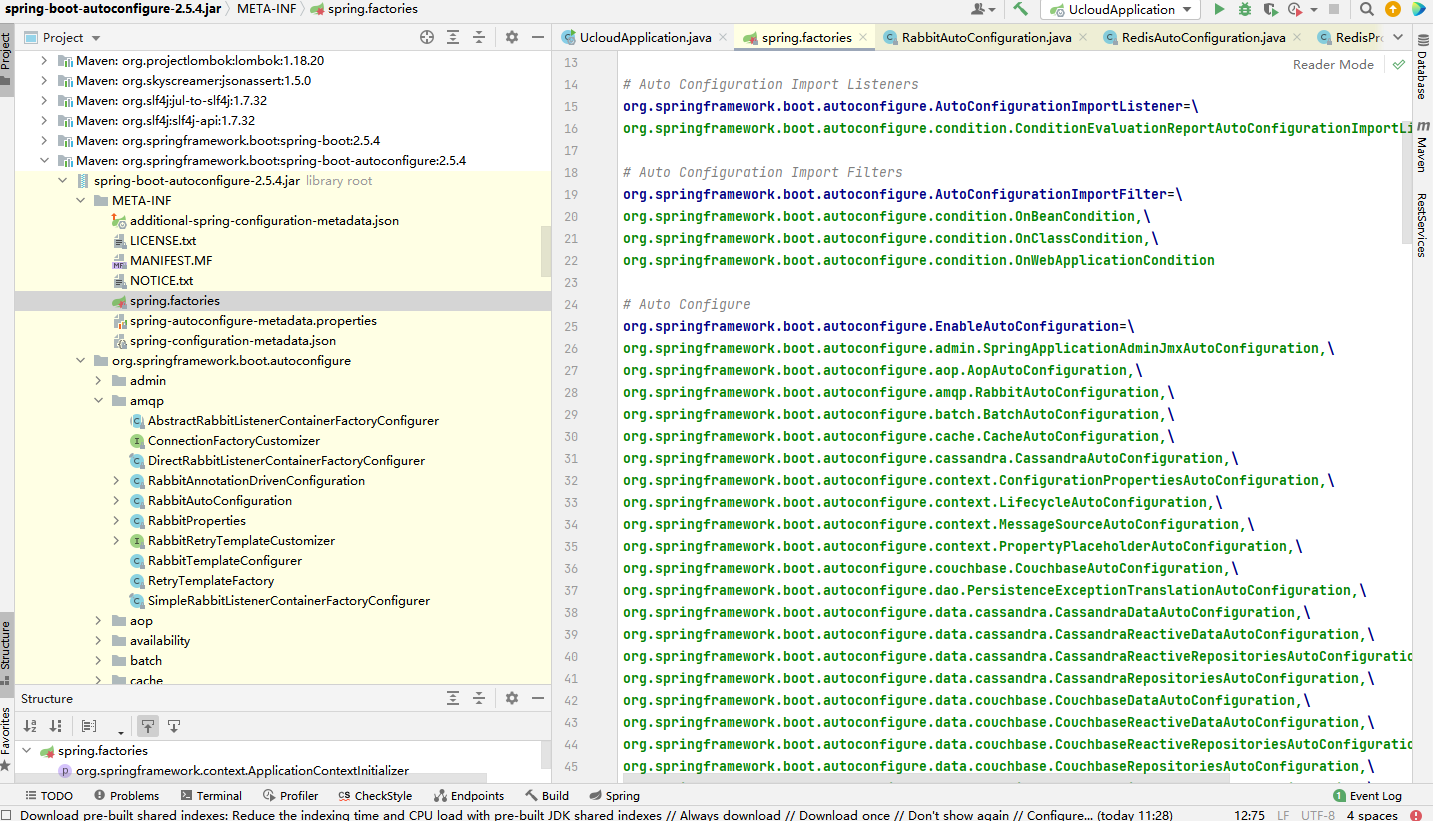 spring-boot-autoconfigure-2.5.4.jar META-INF spring.factories UcloudApplication
Project
UcloudApplication.java spring.factories RabbitAutoConfiguration.java RedisAutoConfiguration.java RedisPr
Project
Structure
Favorites
Maven: org.projectlombok:lombok:1.18.20
Maven: org.skyscreamer:jsonassert:1.5.0
Maven: org.slf4j:jul-to-slf4j:1.7.32
Maven: org.slf4j:slf4j-api:1.7.32
Maven: org.springframework.boot:spring-boot:2.5.4
Maven: org.springframework.boot:spring-boot-autoconfigure:2.5.4
spring-boot-autoconfigure-2.5.4.jar library root
META-INF
additional-spring-configuration-metadata.json
LICENSE.txt
MANIFEST.MF
NOTICE.txt
spring.factories
spring-autoconfigure-metadata.properties
spring-configuration-metadata.json
org.springframework.boot.autoconfigure
admin
amqp
AbstractRabbitListenerContainerFactoryConfigurer
ConnectionFactoryCustomizer
DirectRabbitListenerContainerFactoryConfigurer
RabbitAnnotationDrivenConfiguration
RabbitAutoConfiguration
RabbitProperties
RabbitRetryTemplateCustomizer
RabbitTemplateConfigurer
RetryTemplateFactory
SimpleRabbitListenerContainerFactoryConfigurer
aop
availability
batch
cache
Structure
spring.factories
org.springframework.context.ApplicationContextInitializer
Reader Mode
13
14 # Auto Configuration Import Listeners
15 org.springframework.boot.autoconfigure.AutoConfigurationImportListener=\
16 org.springframework.boot.autoconfigure.condition.ConditionEvaluationReportAutoConfigurationImportLi
17
18 # Auto Configuration Import Filters
19 org.springframework.boot.autoconfigure.AutoConfigurationImportFilter=\
20 org.springframework.boot.autoconfigure.condition.OnBeanCondition,\
21 org.springframework.boot.autoconfigure.condition.OnClassCondition,\
22 org.springframework.boot.autoconfigure.condition.OnWebApplicationCondition
23
24 # Auto Configure
25 org.springframework.boot.autoconfigure.EnableAutoConfiguration=\
26 org.springframework.boot.autoconfigure.admin.SpringApplicationAdminJmxAutoConfiguration,\
27 org.springframework.boot.autoconfigure.aop.AopAutoConfiguration,\
28 org.springframework.boot.autoconfigure.amqp.RabbitAutoConfiguration,\
29 org.springframework.boot.autoconfigure.batch.BatchAutoConfiguration,\
30 org.springframework.boot.autoconfigure.cache.CacheAutoConfiguration,\
31 org.springframework.boot.autoconfigure.cassandra.CassandraAutoConfiguration,\
32 org.springframework.boot.autoconfigure.context.ConfigurationPropertiesAutoConfiguration,\
33 org.springframework.boot.autoconfigure.context.LifecycleAutoConfiguration,\
34 org.springframework.boot.autoconfigure.context.MessageSourceAutoConfiguration,\
35 org.springframework.boot.autoconfigure.context.PropertyPlaceholderAutoConfiguration,\
36 org.springframework.boot.autoconfigure.couchbase.CouchbaseAutoConfiguration,\
37 org.springframework.boot.autoconfigure.dao.PersistenceExceptionTranslationAutoConfiguration,\
38 org.springframework.boot.autoconfigure.data.cassandra.CassandraDataAutoConfiguration,\
39 org.springframework.boot.autoconfigure.data.cassandra.CassandraReactiveDataAutoConfiguration,\
40 org.springframework.boot.autoconfigure.data.cassandra.CassandraReactiveRepositoriesAutoConfiguratio
41 org.springframework.boot.autoconfigure.data.cassandra.CassandraRepositoriesAutoConfiguration,\
42 org.springframework.boot.autoconfigure.data.couchbase.CouchbaseDataAutoConfiguration,\
43 org.springframework.boot.autoconfigure.data.couchbase.CouchbaseReactiveDataAutoConfiguration,\
44 org.springframework.boot.autoconfigure.data.couchbase.CouchbaseReactiveRepositoriesAutoConfiguratio
45 org.springframework.boot.autoconfigure.data.couchbase.CouchbaseRepositoriesAutoConfiguration,\
Database
Maven
RestServices
TODO Problems Terminal Profiler CheckStyle Endpoints Build Spring 1 Event Log
Download pre-built shared indexes: Reduce the indexing time and CPU load with pre-built JDK shared indexes // Always download // Download once // Don't show again // Configure... (today 11:28) 12:75 LF UTF-8 4 spaces